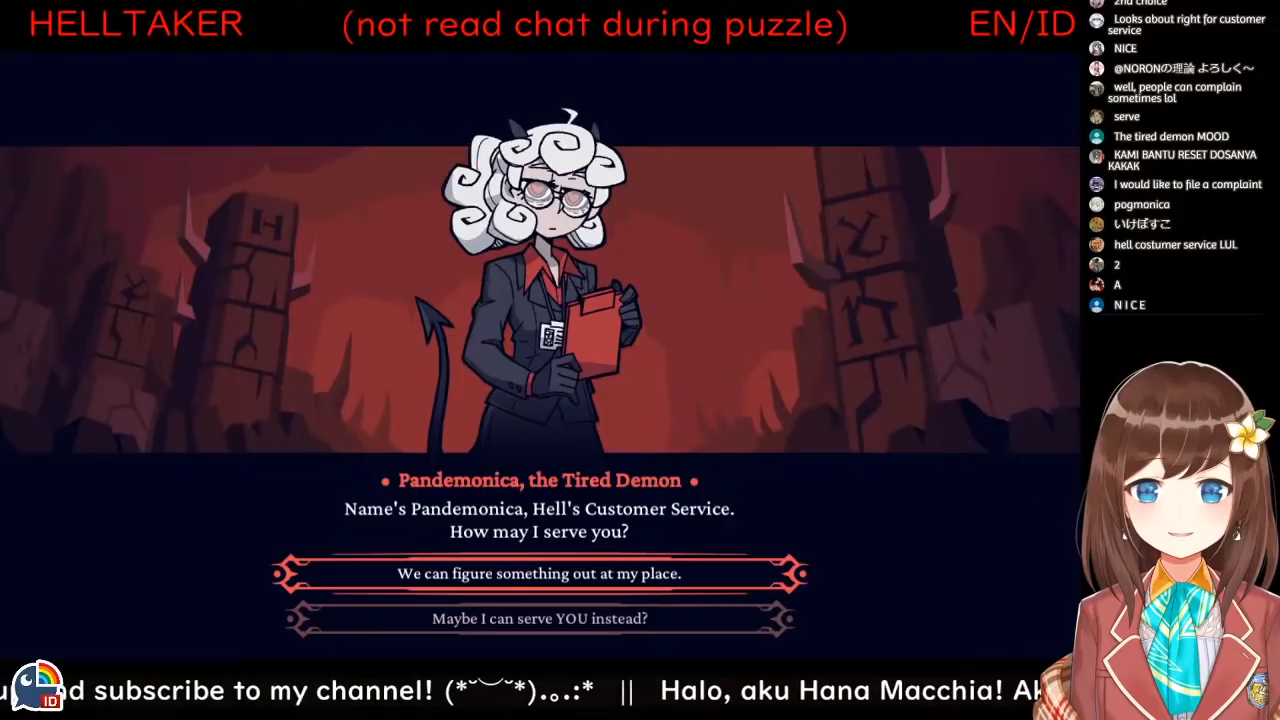 HELLTAKER (not read chat during puzzle) EN/ID
2nd choice
Looks about right for customer
service
NICE
@NORONの理論 よろしく〜
well, people can complain
sometimes lol
serve
The tired demon MOOD
KAMI BANTU RESET DOSANYA
KAKAK
I would like to file a complaint
pogmonica
いけぼすこ
hell costumer service LUL
2
A
N I C E
• Pandemonica, the Tired Demon •
Name's Pandemonica, Hell's Customer Service.
How may I serve you?
We can figure something out at my place.
Maybe I can serve YOU instead?
nd subscribe to my channel! (*˘︶˘*).｡.:* || Halo, aku Hana Macchia! Ak
ID